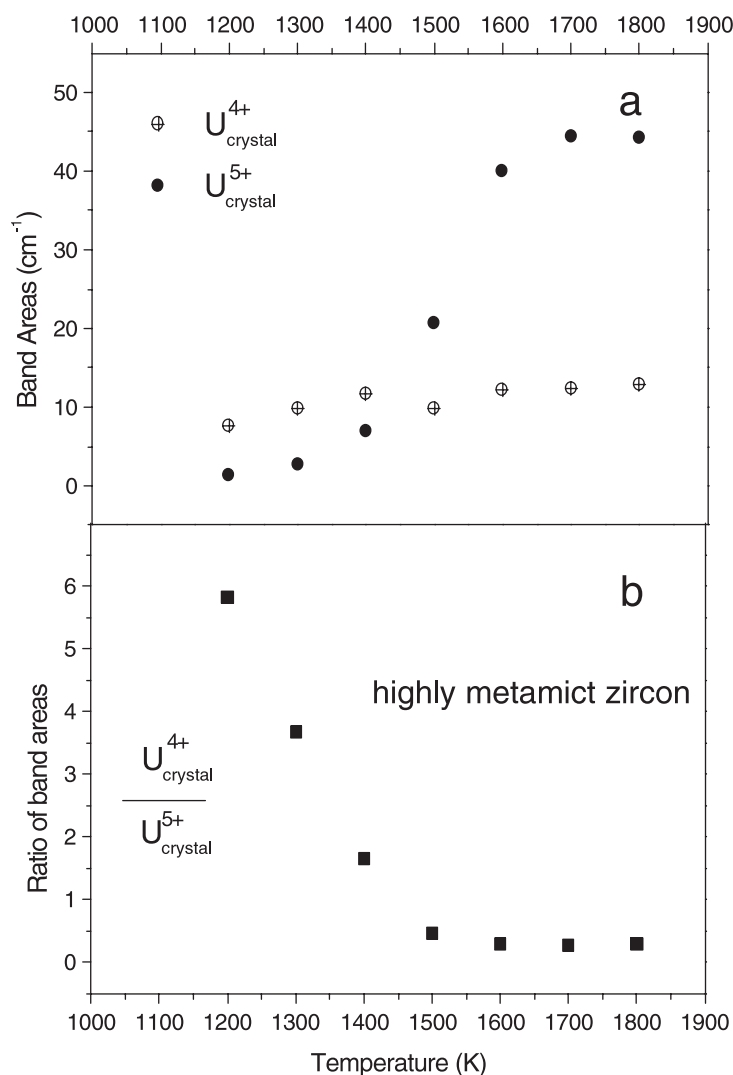 1000 1100 1200 1300 1400 1500 1600 1700 1800 1900
a
50
U4+crystal
40
U5+crystal
30
20
10
0
Band Areas (cm-1)
b
6
5
highly metamict zircon
4
U4+crystal
3
U5+crystal
2
1
0
Ratio of band areas
1000 1100 1200 1300 1400 1500 1600 1700 1800 1900
Temperature (K)